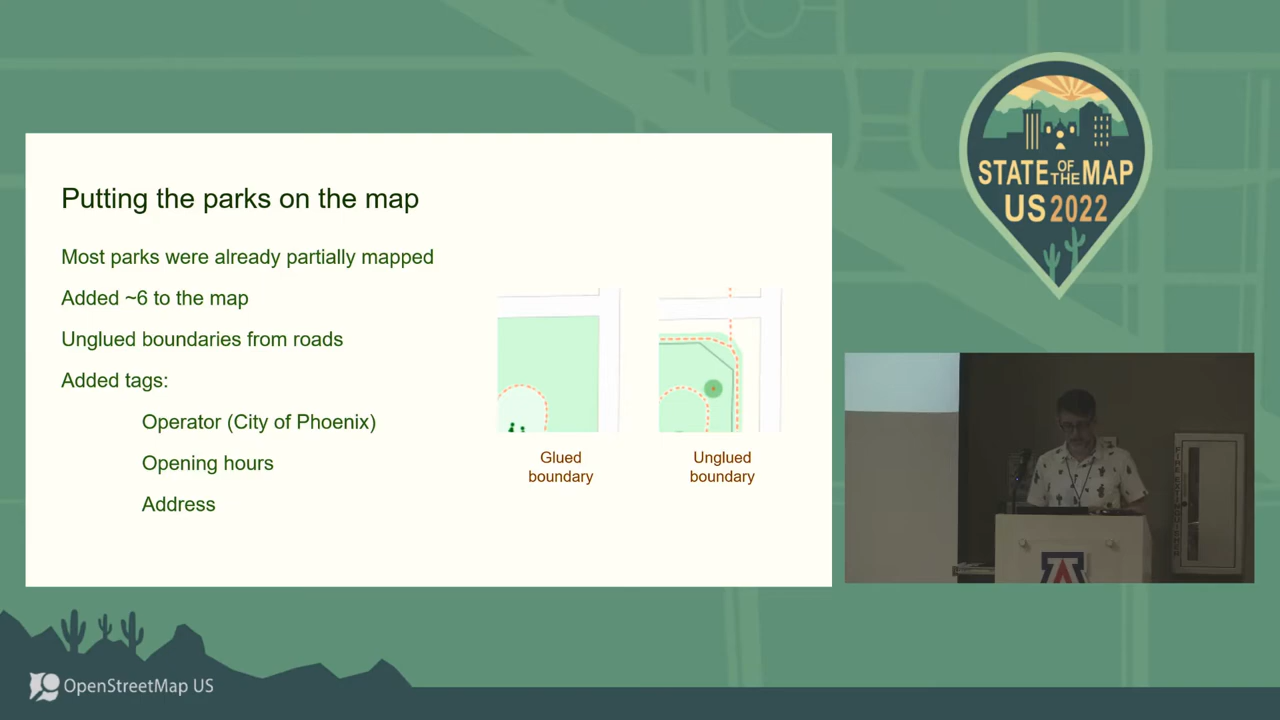 Putting the parks on the map
Most parks were already partially mapped
Added ~6 to the map
Unglued boundaries from roads
Added tags:
Operator (City of Phoenix)
Opening hours
Address
Glued
boundary
Unglued
boundary
STATE OF THE MAP
US 2022
FIRE EXTINGUISHER
A
OpenStreetMap US